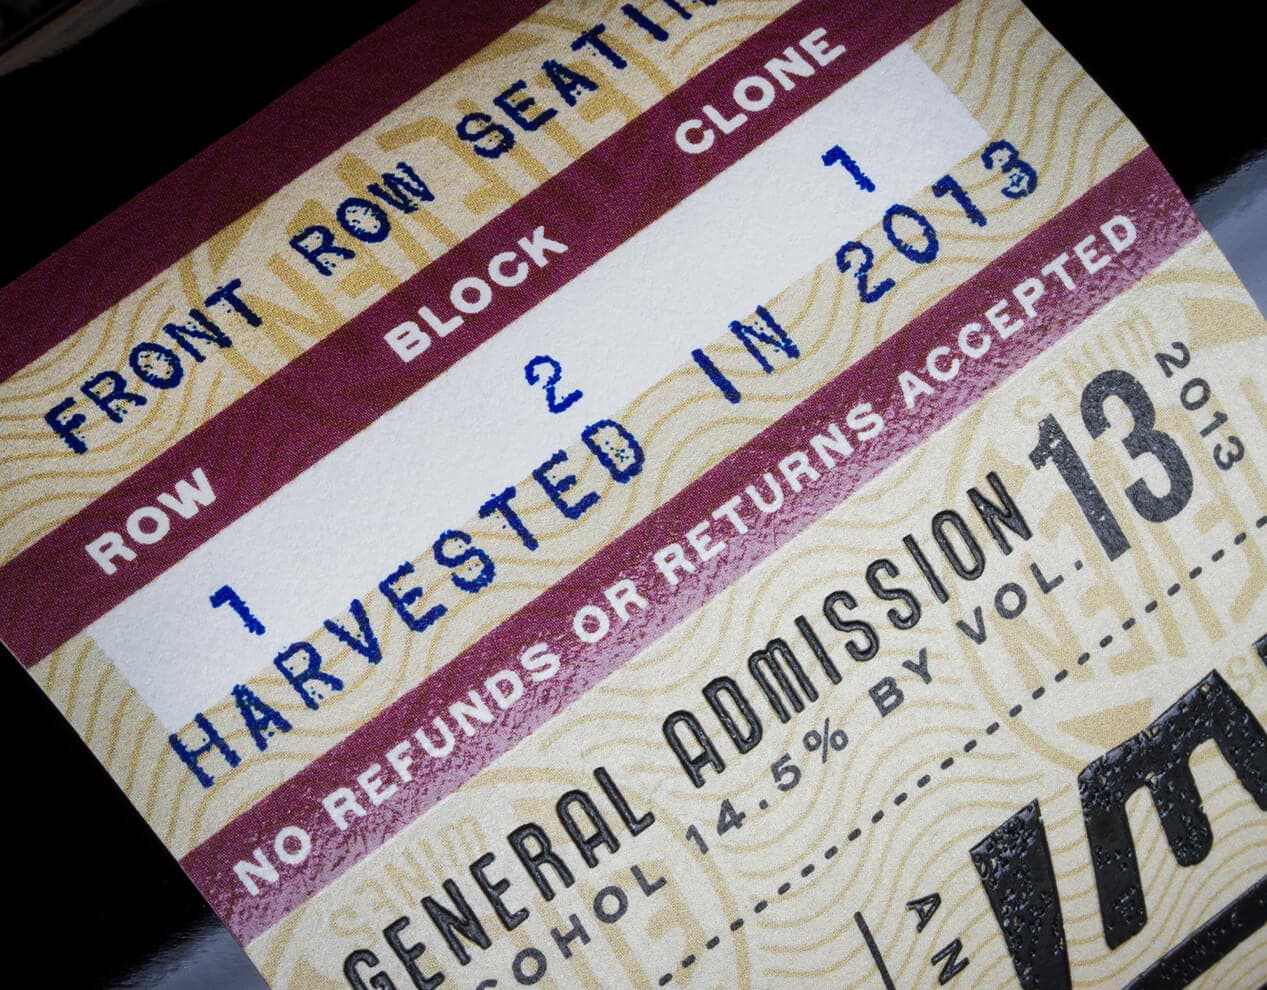 FRONT ROW SEATIN
ROW BLOCK CLONE
1 2 1
HARVESTED IN 2013
NO REFUNDS OR RETURNS ACCEPTED
GENERAL ADMISSION 13 2013
COHOL 14.5% BY VOL.
AN